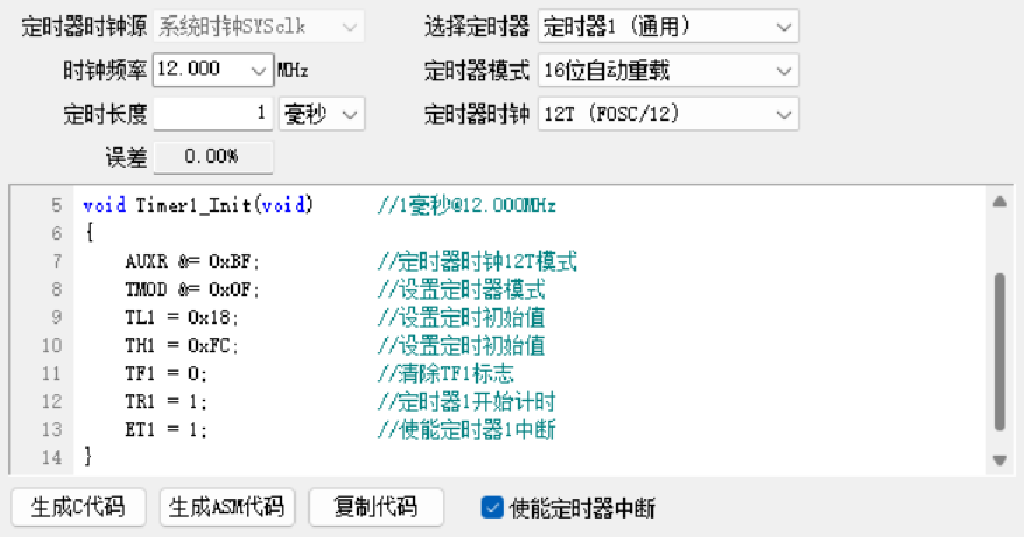 定时器时钟源 系统时钟SYSclk 选择定时器 定时器1 (通用)
时钟频率 12.000 MHz 定时器模式 16位自动重载
定时长度 1 毫秒 定时器时钟 12T (FOSC/12)
误差 0.00%
5 void Timer1_Init(void) //1毫秒@12.000MHz
6 {
7 AUXR &= 0xBF; //定时器时钟12T模式
8 TMOD &= 0x0F; //设置定时器模式
9 TL1 = 0x18; //设置定时初始值
10 TH1 = 0xFC; //设置定时初始值
11 TF1 = 0; //清除TF1标志
12 TR1 = 1; //定时器1开始计时
13 ET1 = 1; //使能定时器1中断
14 }
生成C代码 生成ASM代码 复制代码 使能定时器中断